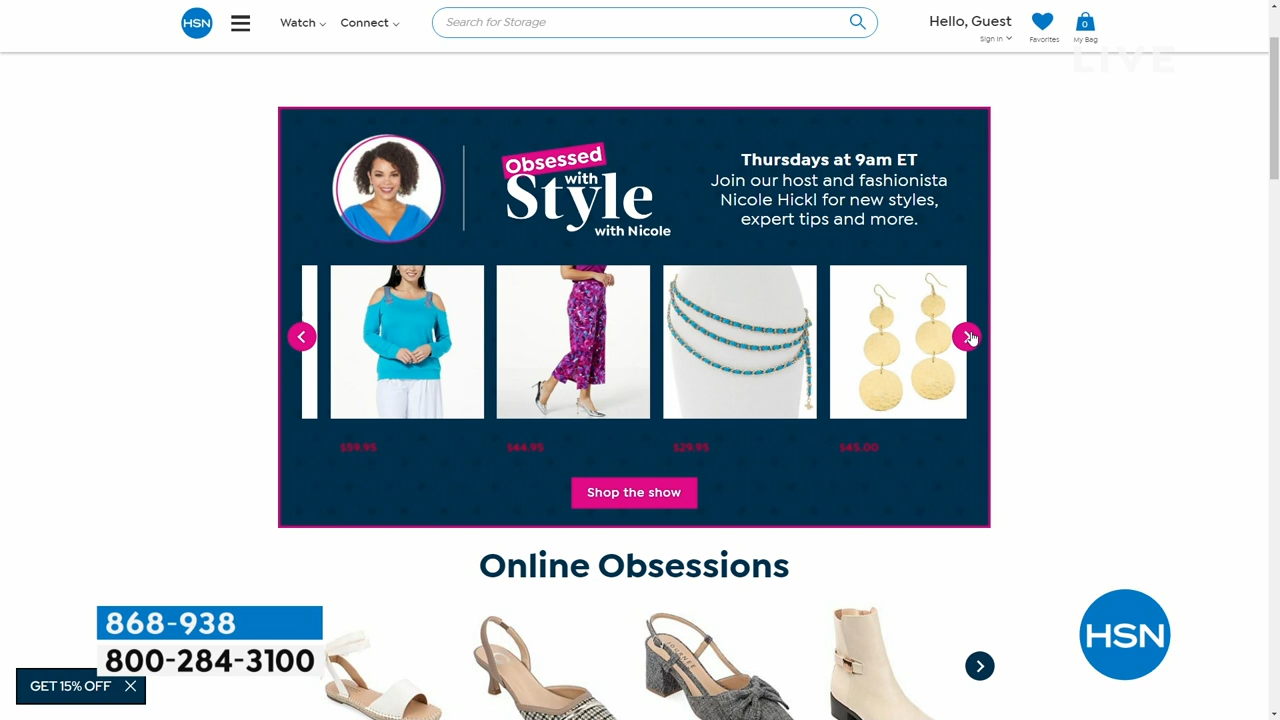 HSN
Watch
Connect
Search for Storage
Hello, Guest
Sign In
Favorites
0
My Bag
LIVE
Obsessed
with
Style
with Nicole
Thursdays at 9am ET
Join our host and fashionista
Nicole Hickl for new styles,
expert tips and more.
$59.95
$44.95
$29.95
$45.00
Shop the show
Online Obsessions
868-938
800-284-3100
GET 15% OFF
HSN